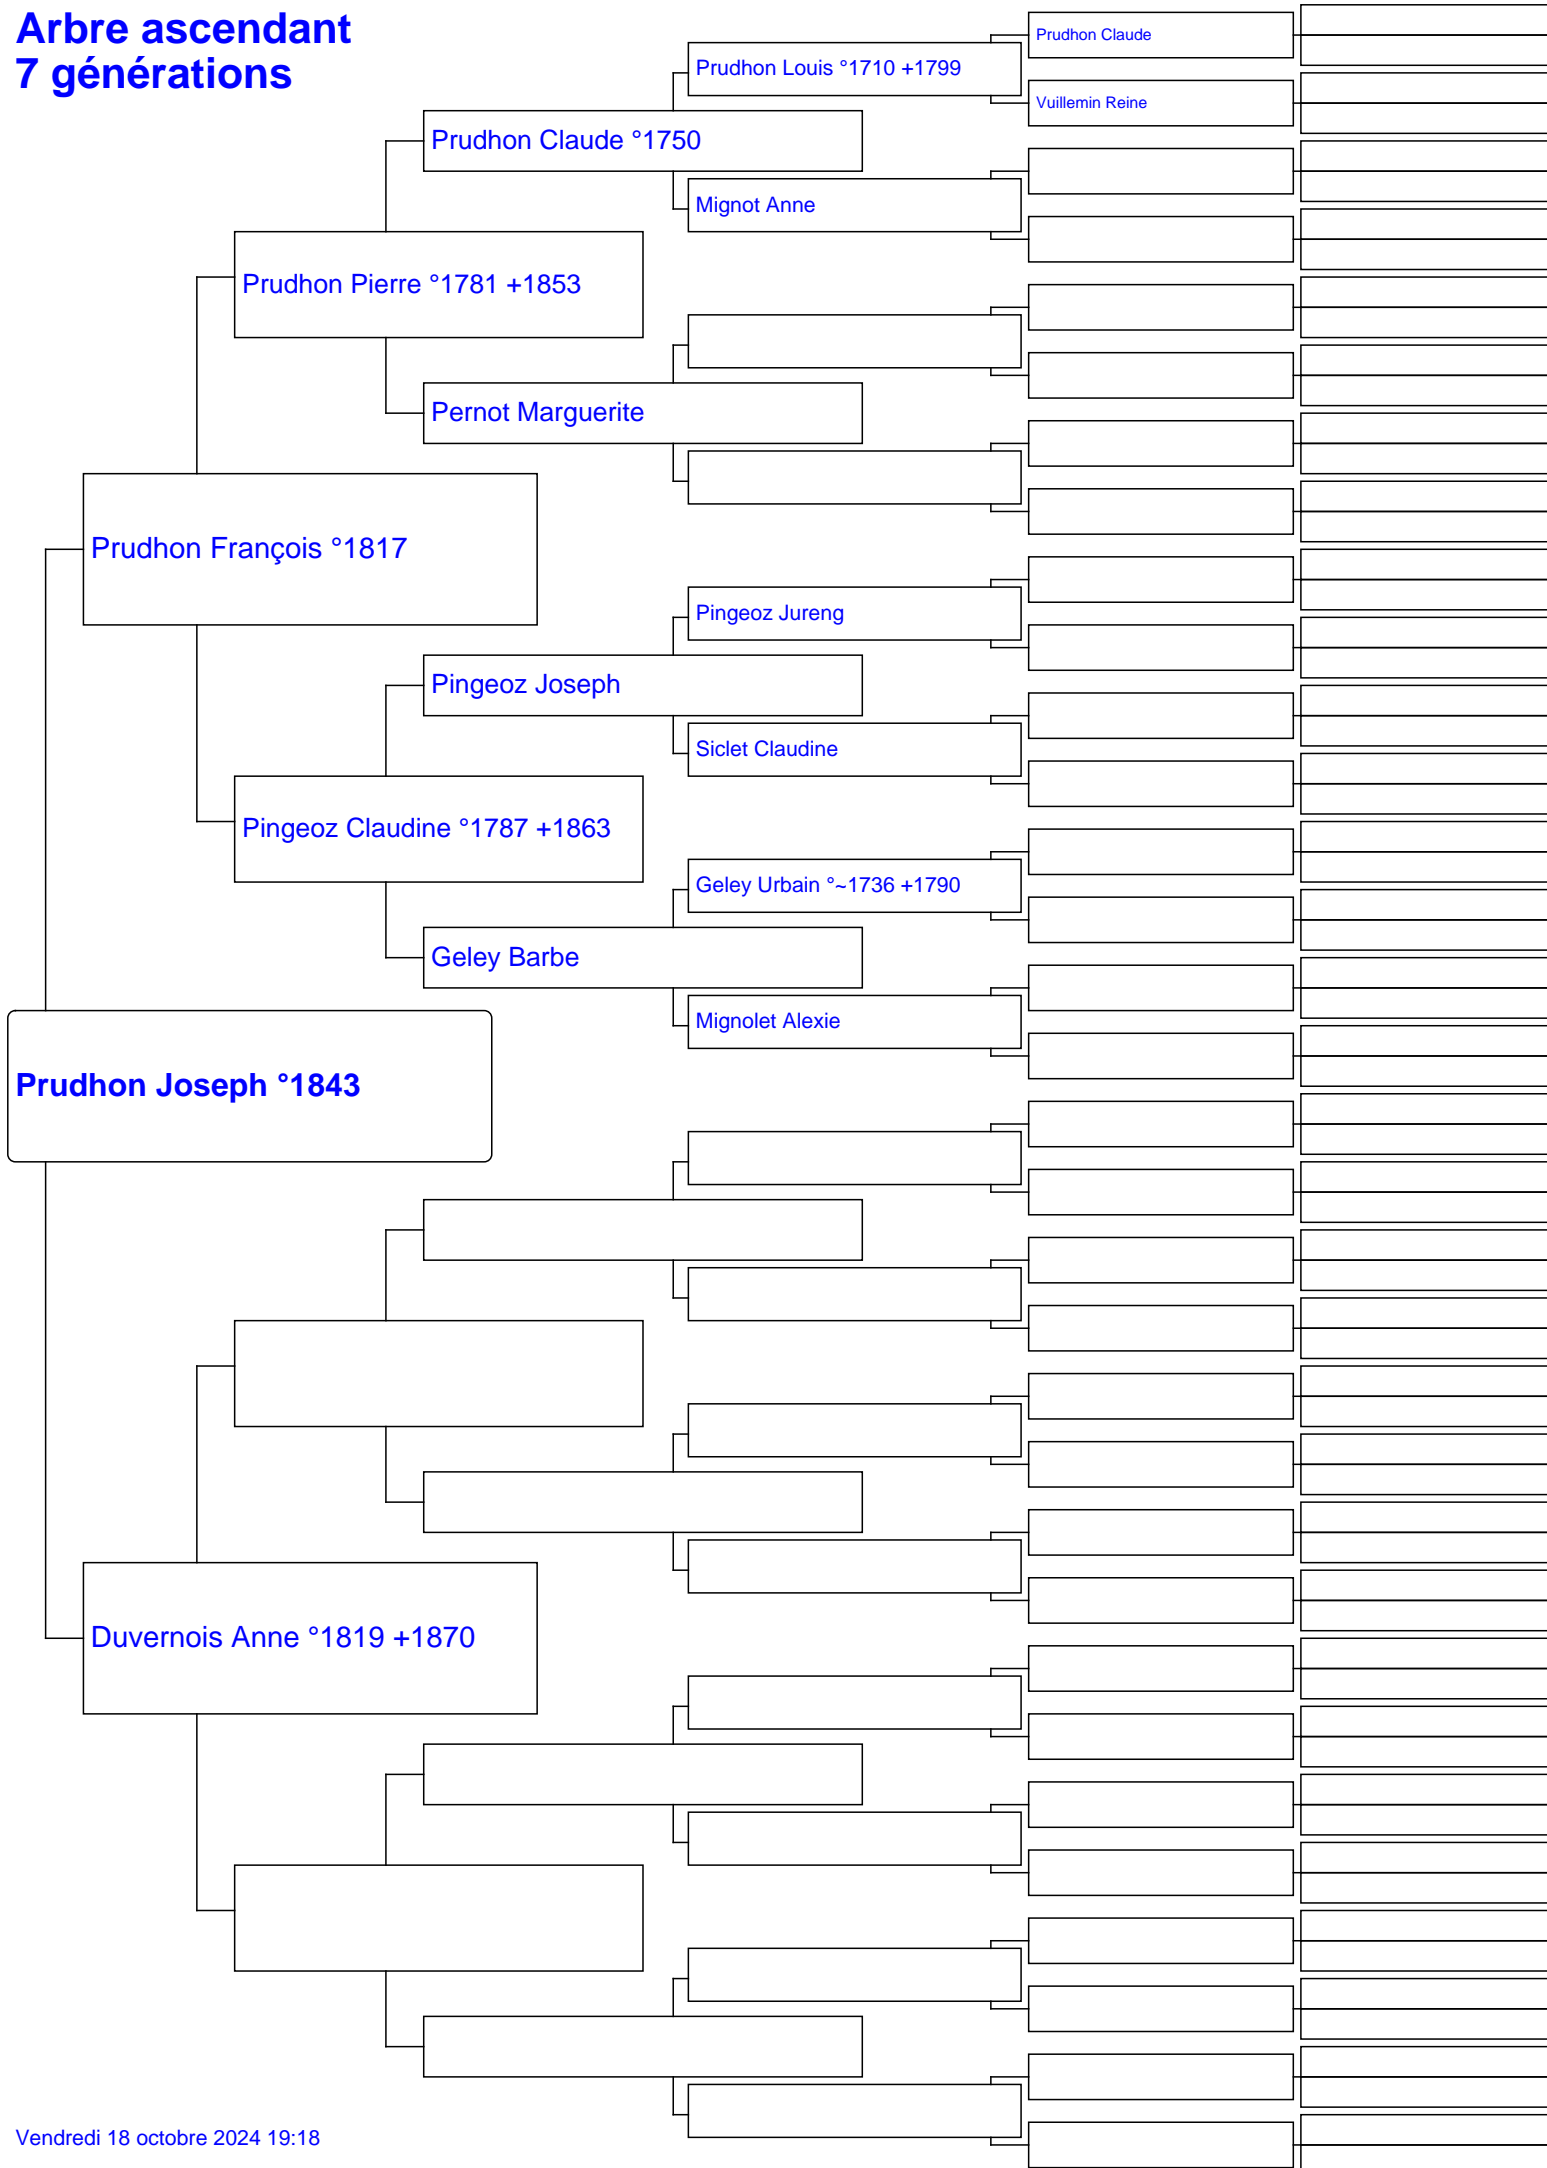 Arbre ascendant
7 générations
Prudhon Claude
Prudhon Louis °1710 +1799
Vuillemin Reine
Prudhon Claude °1750
Mignot Anne
Prudhon Pierre °1781 +1853
Pernot Marguerite
Prudhon François °1817
Pingeoz Jureng
Pingeoz Joseph
Siclet Claudine
Pingeoz Claudine °1787 +1863
Geley Urbain °~1736 +1790
Geley Barbe
Mignolet Alexie
Prudhon Joseph °1843
Duvernois Anne °1819 +1870
Vendredi 18 octobre 2024 19:18